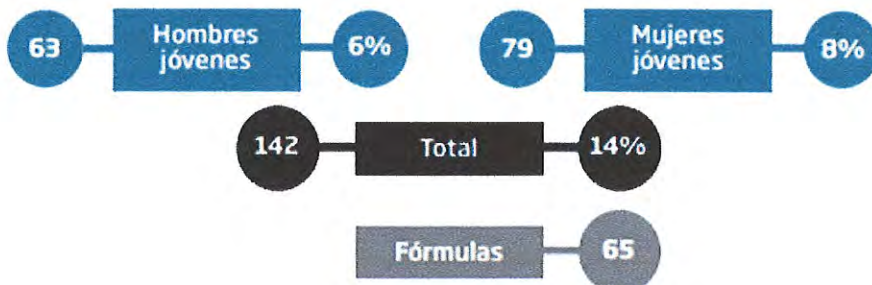 63
Hombres
jóvenes
6%
79
Mujeres
jóvenes
8%
142
Total
14%
Fórmulas
65